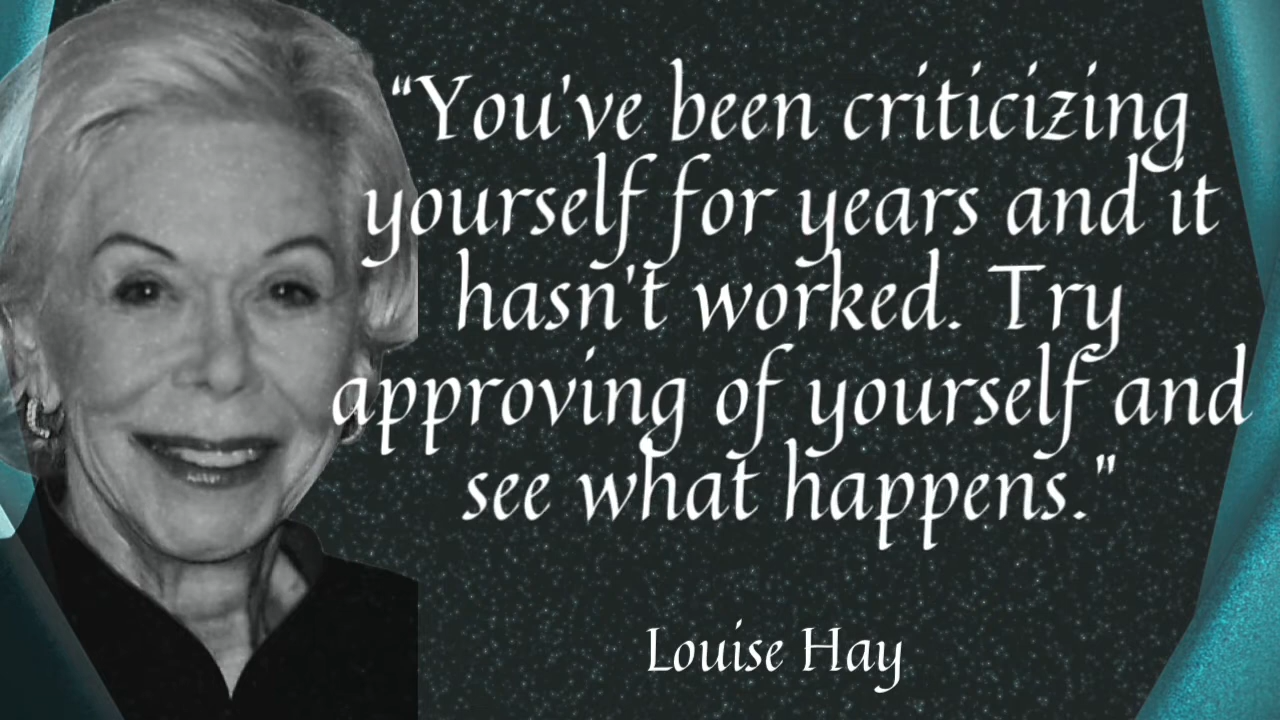 “You've been criticizing
yourself for years and it
hasn't worked. Try
approving of yourself and
see what happens."
Louise Hay